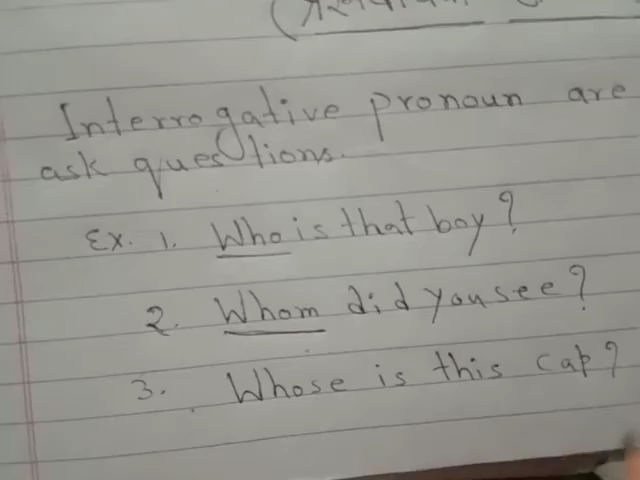 Interrogative pronoun are
ask questions.
Ex. 1. Who is that boy?
2. Whom did you see?
3. Whose is this cap?